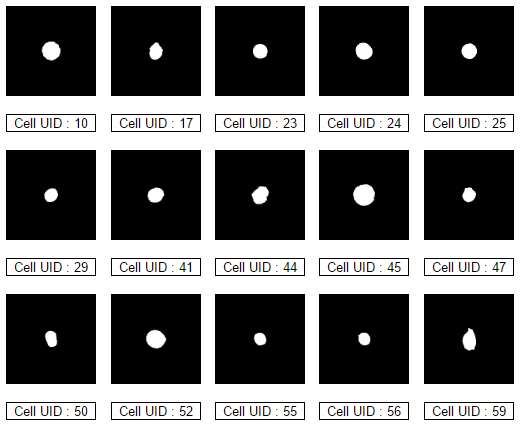 Cell UID : 10 Cell UID : 17 Cell UID : 23 Cell UID : 24 Cell UID : 25
Cell UID : 29 Cell UID : 41 Cell UID : 44 Cell UID : 45 Cell UID : 47
Cell UID : 50 Cell UID : 52 Cell UID : 55 Cell UID : 56 Cell UID : 59